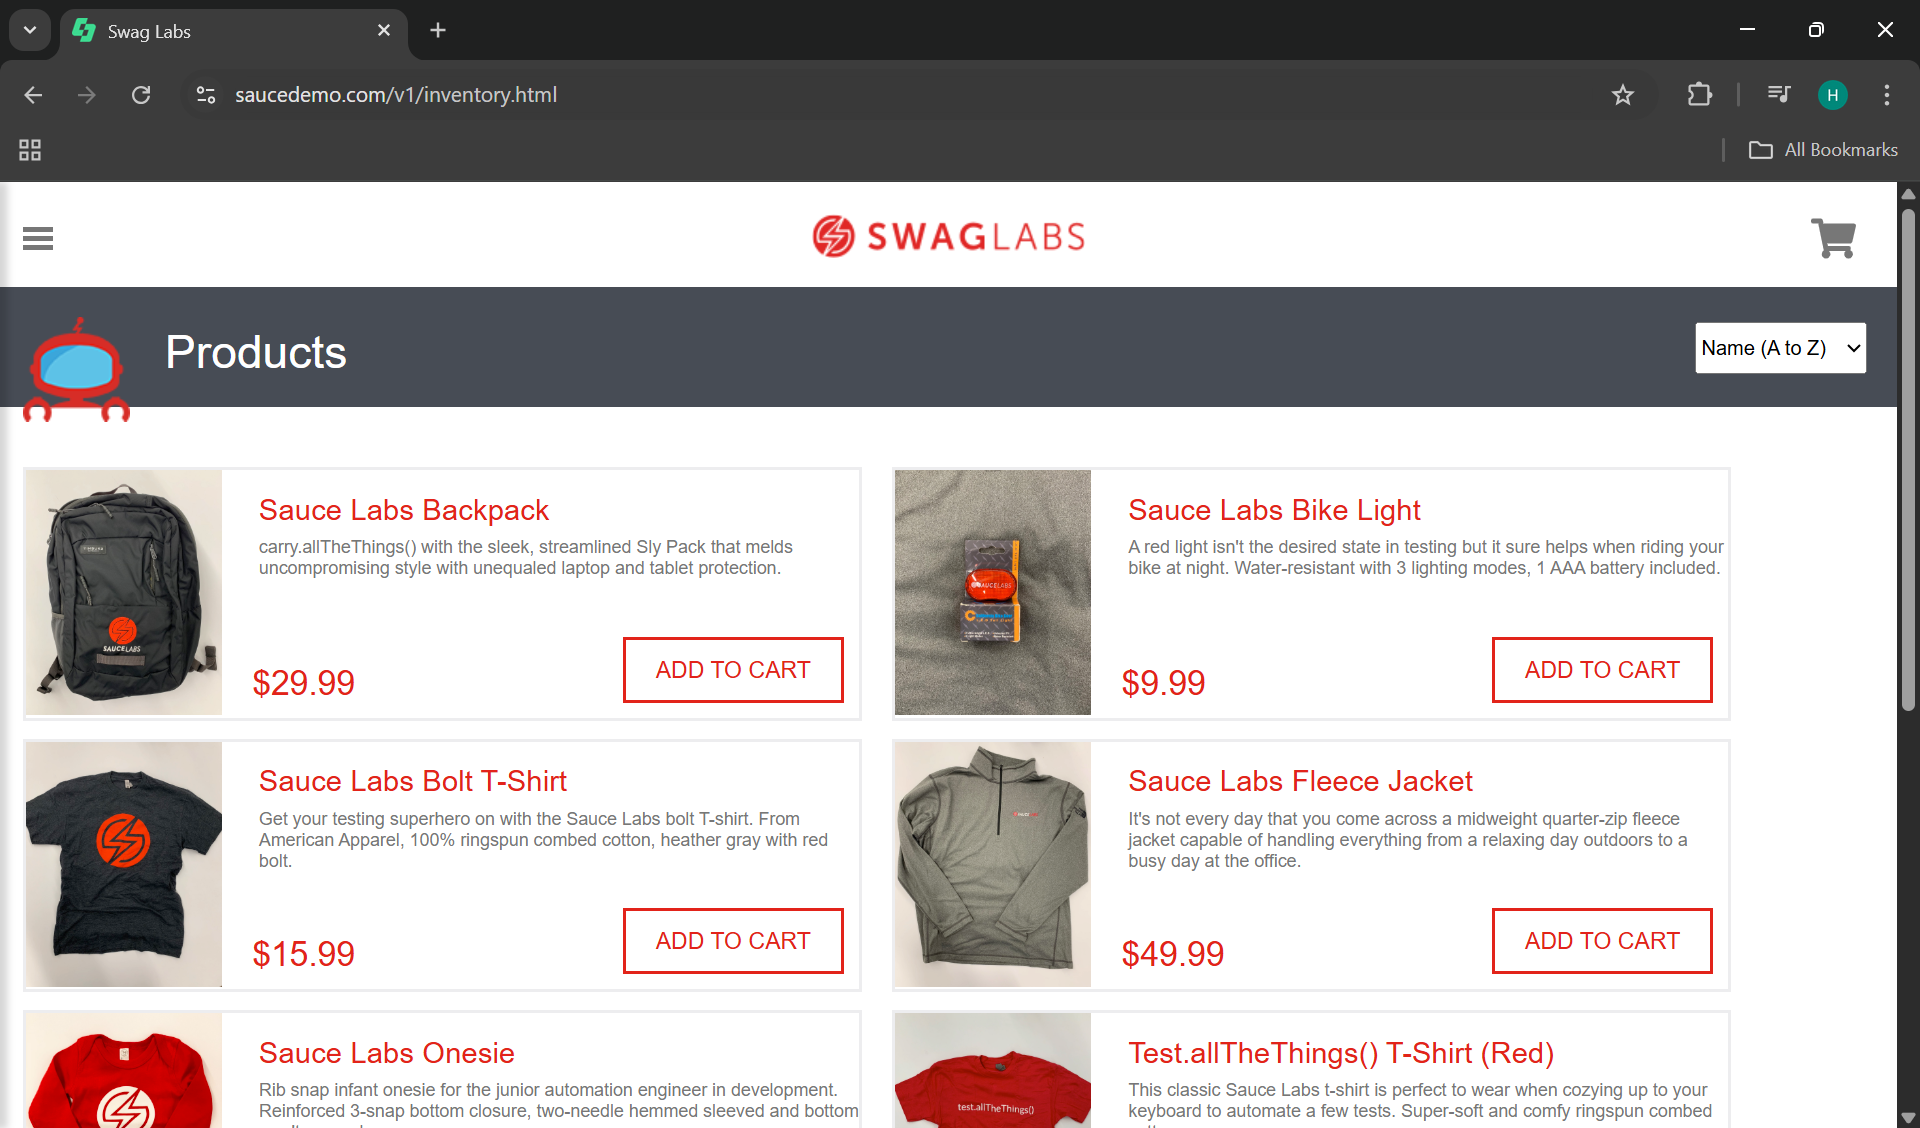 Swag Labs
saucedemo.com/v1/inventory.html
H
All Bookmarks
SWAGLABS
Products
Name (A to Z)
Sauce Labs Backpack
carry.allTheThings() with the sleek, streamlined Sly Pack that melds
uncompromising style with unequaled laptop and tablet protection.
$29.99
ADD TO CART
SAUCELABS
Sauce Labs Bike Light
A red light isn't the desired state in testing but it sure helps when riding your
bike at night. Water-resistant with 3 lighting modes, 1 AAA battery included.
$9.99
ADD TO CART
SAUCELABS
Sauce Labs Bolt T-Shirt
Get your testing superhero on with the Sauce Labs bolt T-shirt. From
American Apparel, 100% ringspun combed cotton, heather gray with red
bolt.
$15.99
ADD TO CART
Sauce Labs Fleece Jacket
It's not every day that you come across a midweight quarter-zip fleece
jacket capable of handling everything from a relaxing day outdoors to a
busy day at the office.
$49.99
ADD TO CART
Sauce Labs Onesie
Rib snap infant onesie for the junior automation engineer in development.
Reinforced 3-snap bottom closure, two-needle hemmed sleeved and bottom
Test.allTheThings() T-Shirt (Red)
This classic Sauce Labs t-shirt is perfect to wear when cozying up to your
keyboard to automate a few tests. Super-soft and comfy ringspun combed
test.allTheThings()